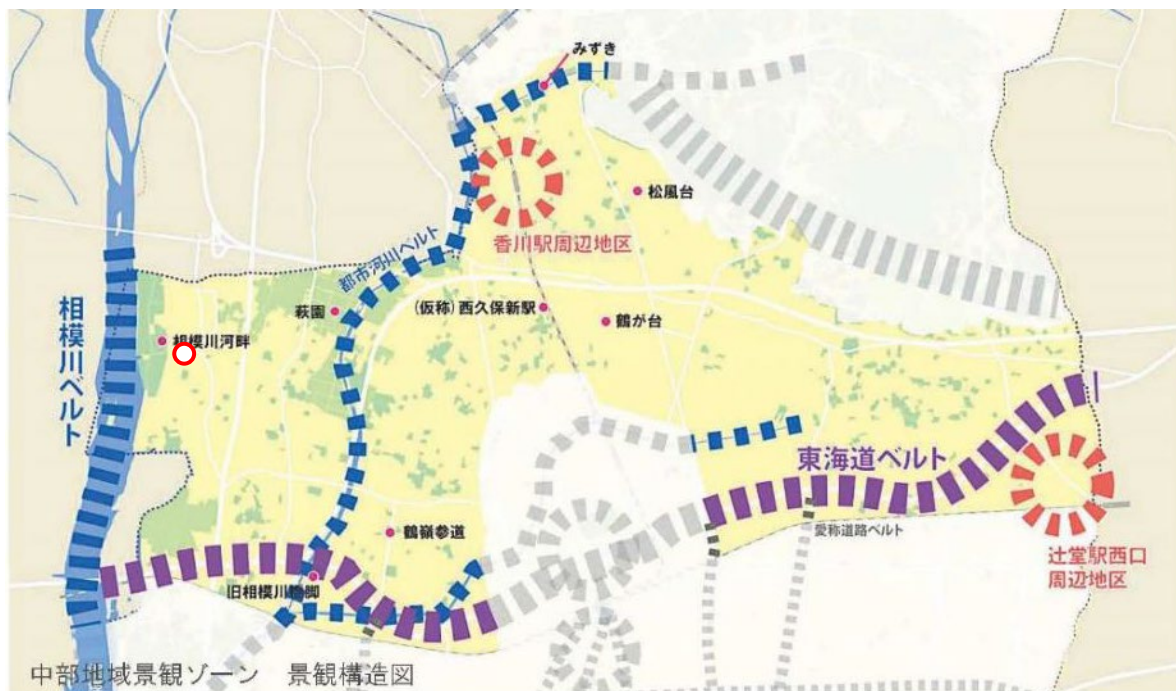 みずき
松風台
香川駅周辺地区
都市河川ベルト
萩園
(仮称)西久保新駅
鶴が台
相模川河畔
相模川ベルト
東海道ベルト
愛称道路ベルト
鶴嶺参道
旧相模川橋脚
辻堂駅西口
周辺地区
中部地域景観ゾーン 景観構造図